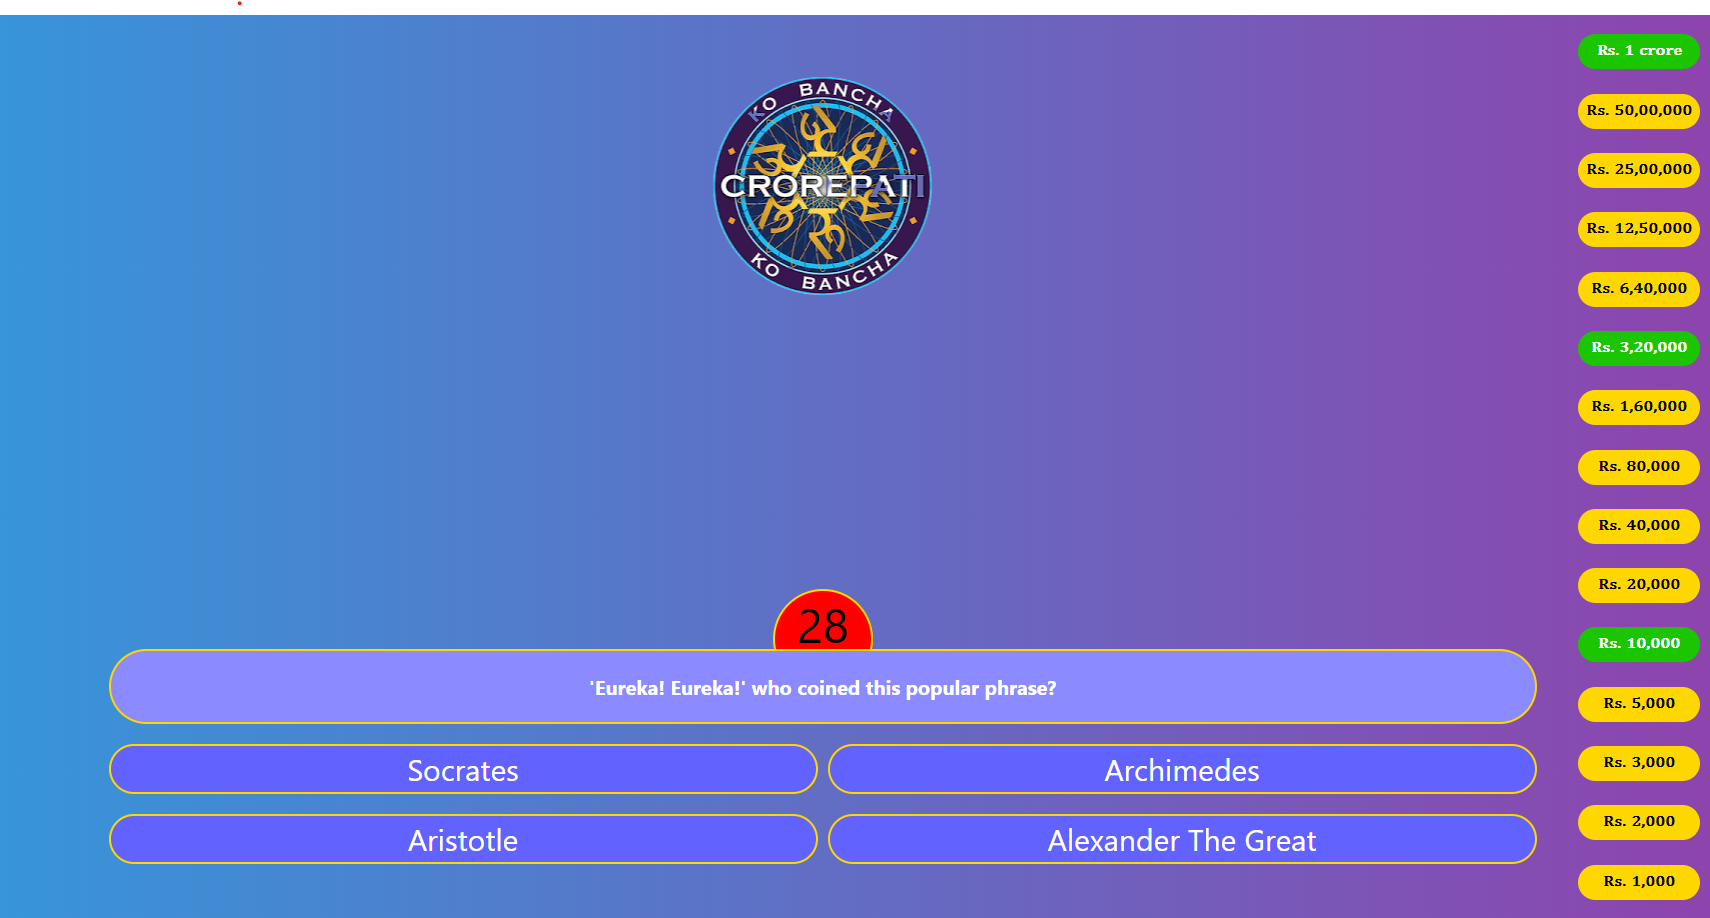 KO BANCHA
CROREPATI
KO BANCHA
28
'Eureka! Eureka!' who coined this popular phrase?
Socrates
Archimedes
Aristotle
Alexander The Great
Rs. 1 crore
Rs. 50,00,000
Rs. 25,00,000
Rs. 12,50,000
Rs. 6,40,000
Rs. 3,20,000
Rs. 1,60,000
Rs. 80,000
Rs. 40,000
Rs. 20,000
Rs. 10,000
Rs. 5,000
Rs. 3,000
Rs. 2,000
Rs. 1,000